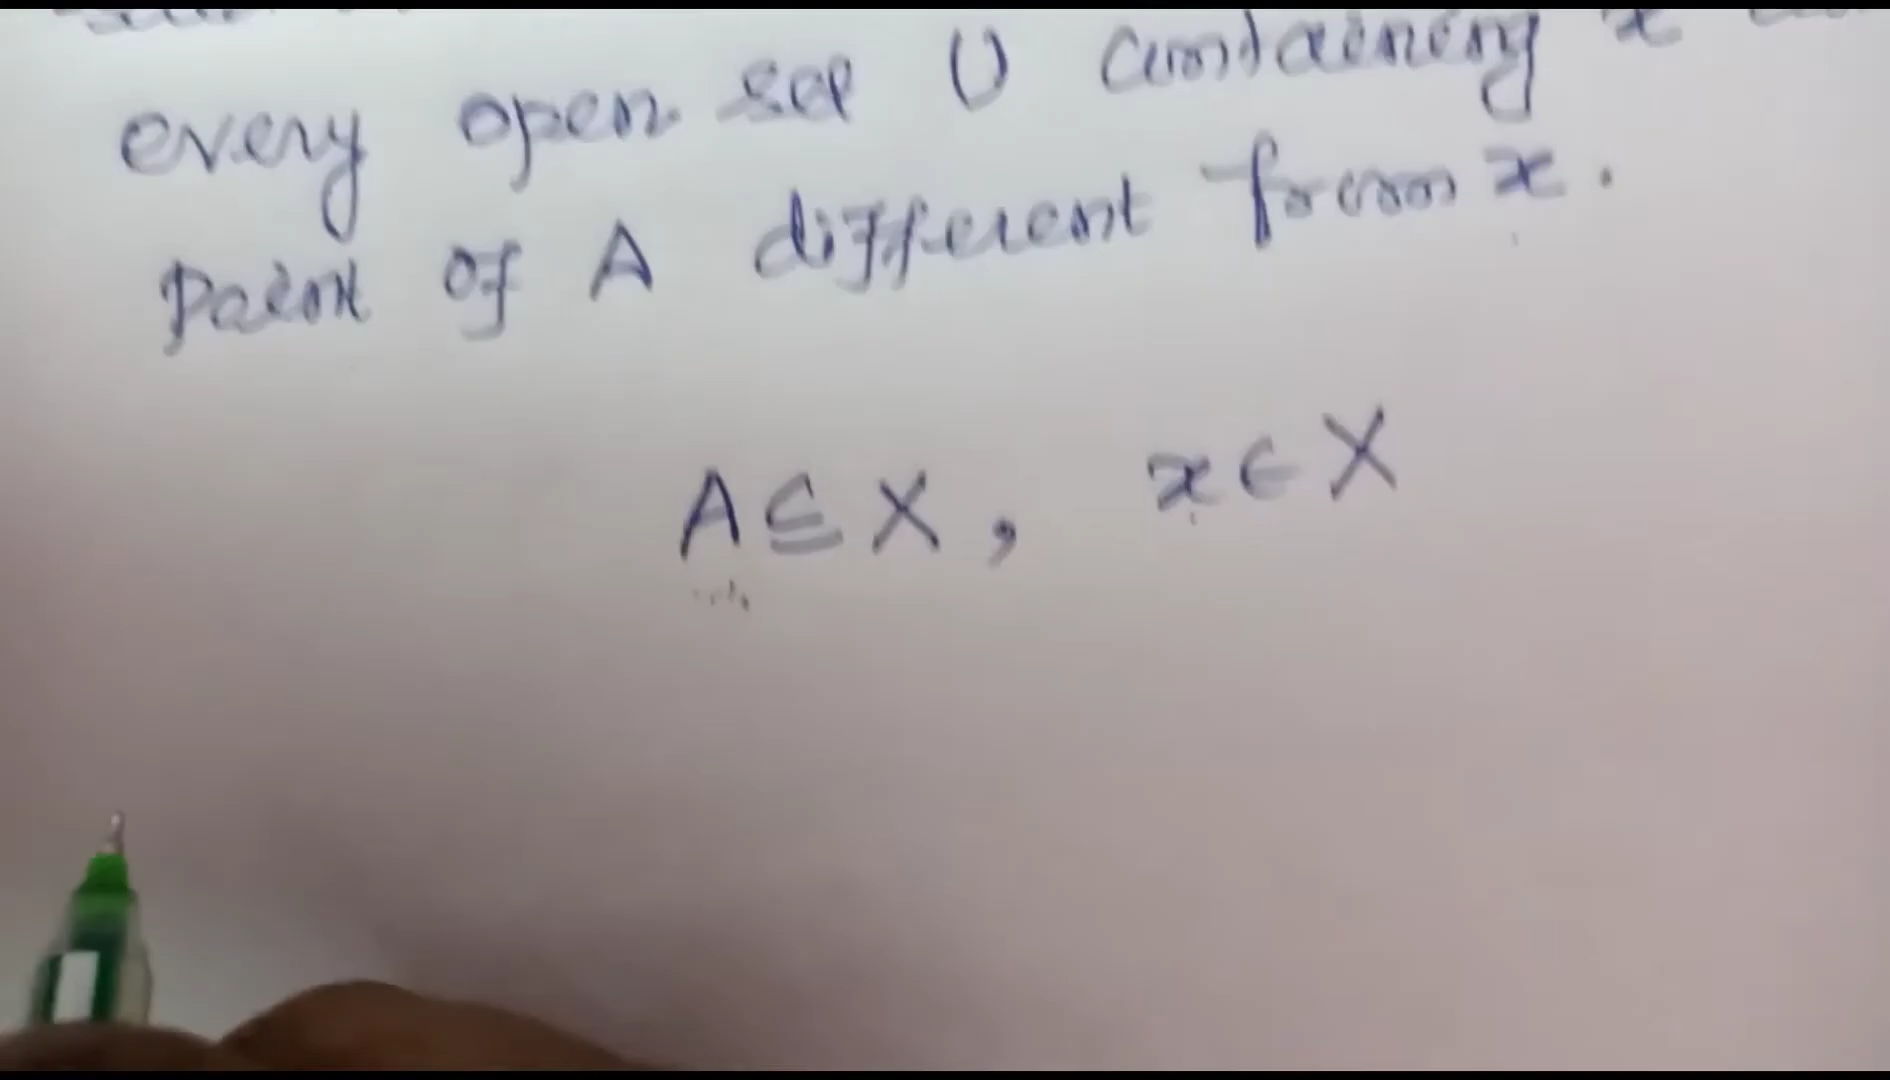 every open set U containing x
point of A different from x.
A ⊆ X, x ∈ X